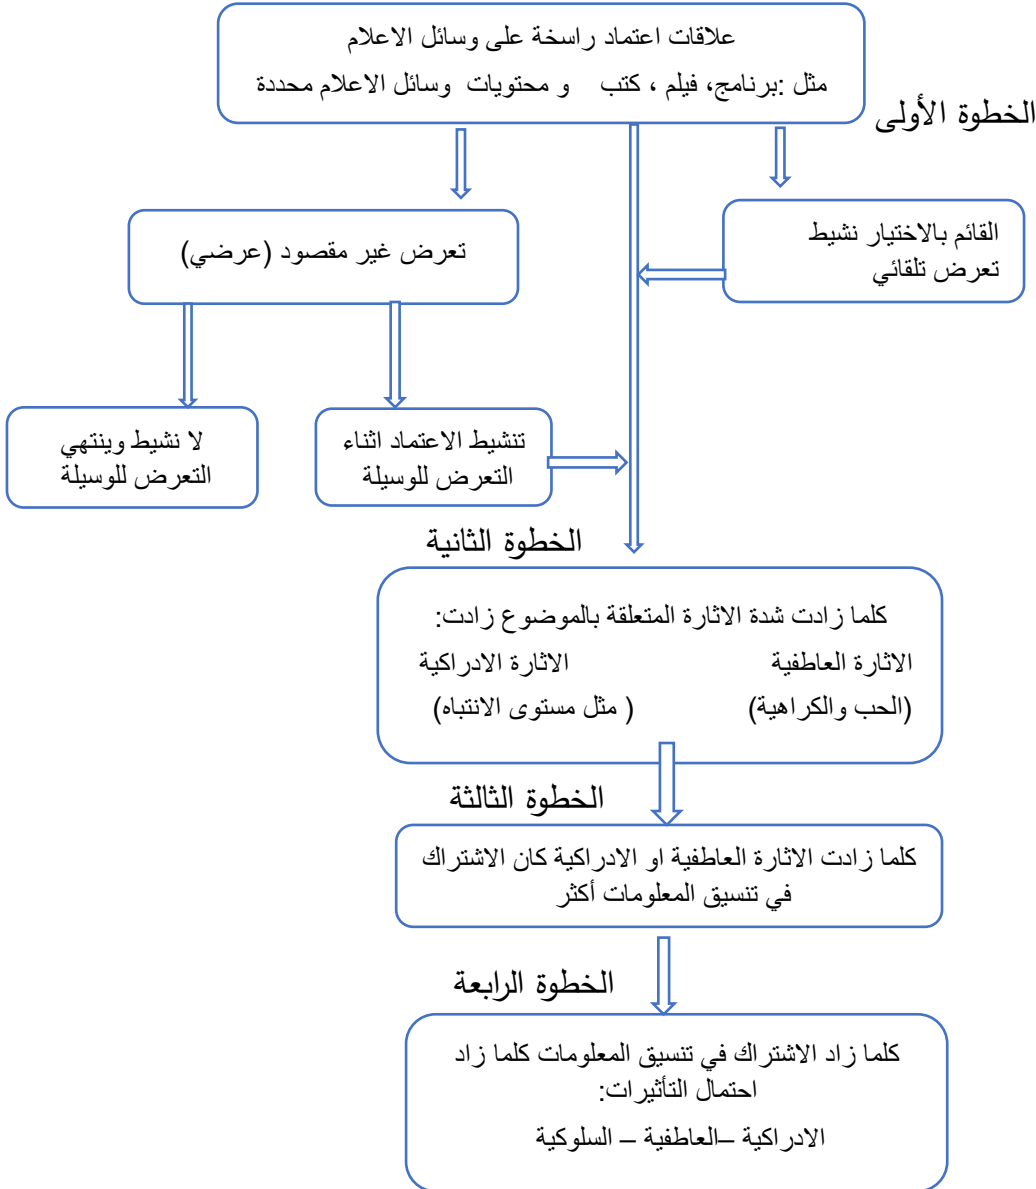 علاقات اعتماد راسخة على وسائل الاعلام
مثل :برنامج، فيلم ، كتب و محتويات وسائل الاعلام محددة
الخطوة الأولى
القائم بالاختيار نشيط
تعرض تلقائي
تعرض غير مقصود (عرضي)
تنشيط الاعتماد اثناء
التعرض للوسيلة
لا نشيط وينتهي
التعرض للوسيلة
الخطوة الثانية
كلما زادت شدة الاثارة المتعلقة بالموضوع زادت:
الاثارة العاطفية الاثارة الادراكية
(الحب والكراهية) ( مثل مستوى الانتباه)
الخطوة الثالثة
كلما زادت الاثارة العاطفية او الادراكية كان الاشتراك
في تنسيق المعلومات أكثر
الخطوة الرابعة
كلما زاد الاشتراك في تنسيق المعلومات كلما زاد
احتمال التأثيرات:
الادراكية –العاطفية – السلوكية